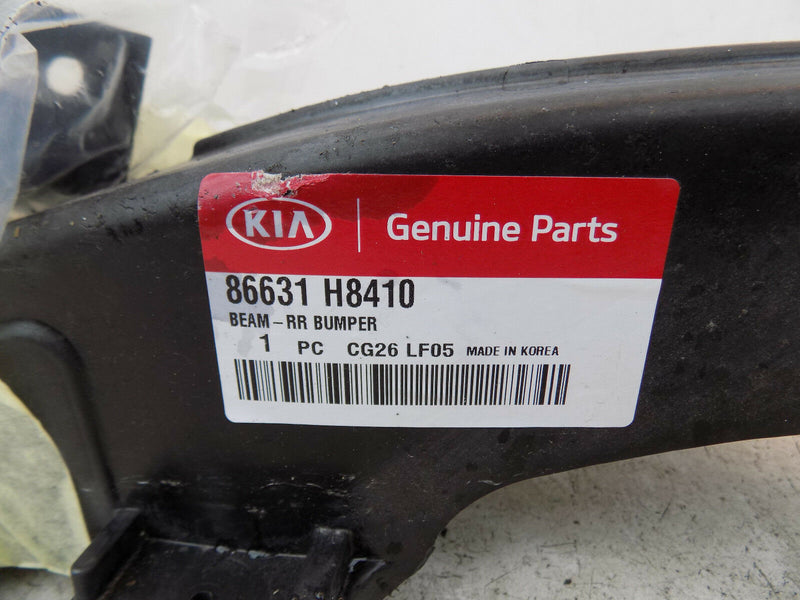 KIA Genuine Parts
86631 H8410
BEAM-RR BUMPER
1 PC CG26 LF05 MADE IN KOREA